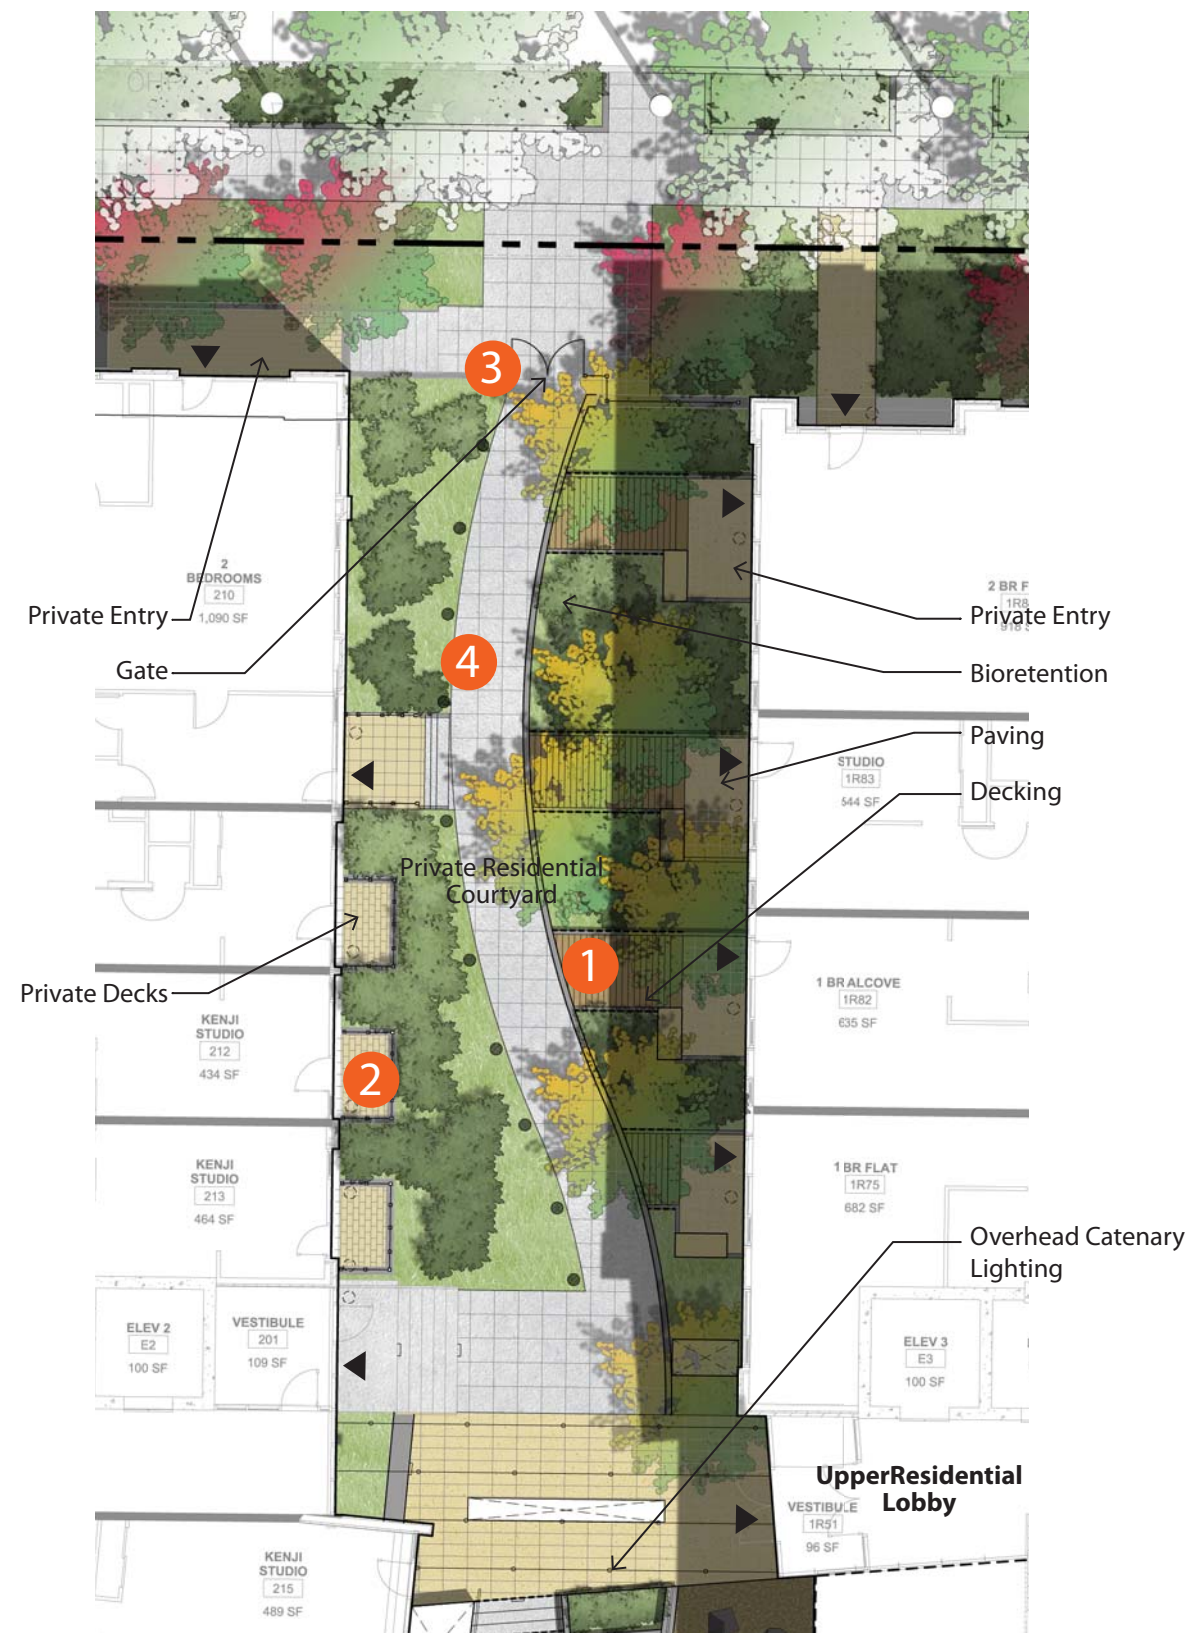 OH
3
2
BEDROOMS
210
1,090 SF
Private Entry
Gate
4
2 BR F
1R8
918 S
Private Entry
Bioretention
Paving
STUDIO
1R83
544 SF
Decking
Private Residential
Courtyard
1
Private Decks
KENJI
STUDIO
212
434 SF
2
1 BR ALCOVE
1R82
635 SF
KENJI
STUDIO
213
464 SF
1 BR FLAT
1R75
682 SF
Overhead Catenary
Lighting
ELEV 2
E2
100 SF
VESTIBULE
201
109 SF
ELEV 3
E3
100 SF
UpperResidential
Lobby
VESTIBULE
1R51
96 SF
KENJI
STUDIO
215
489 SF